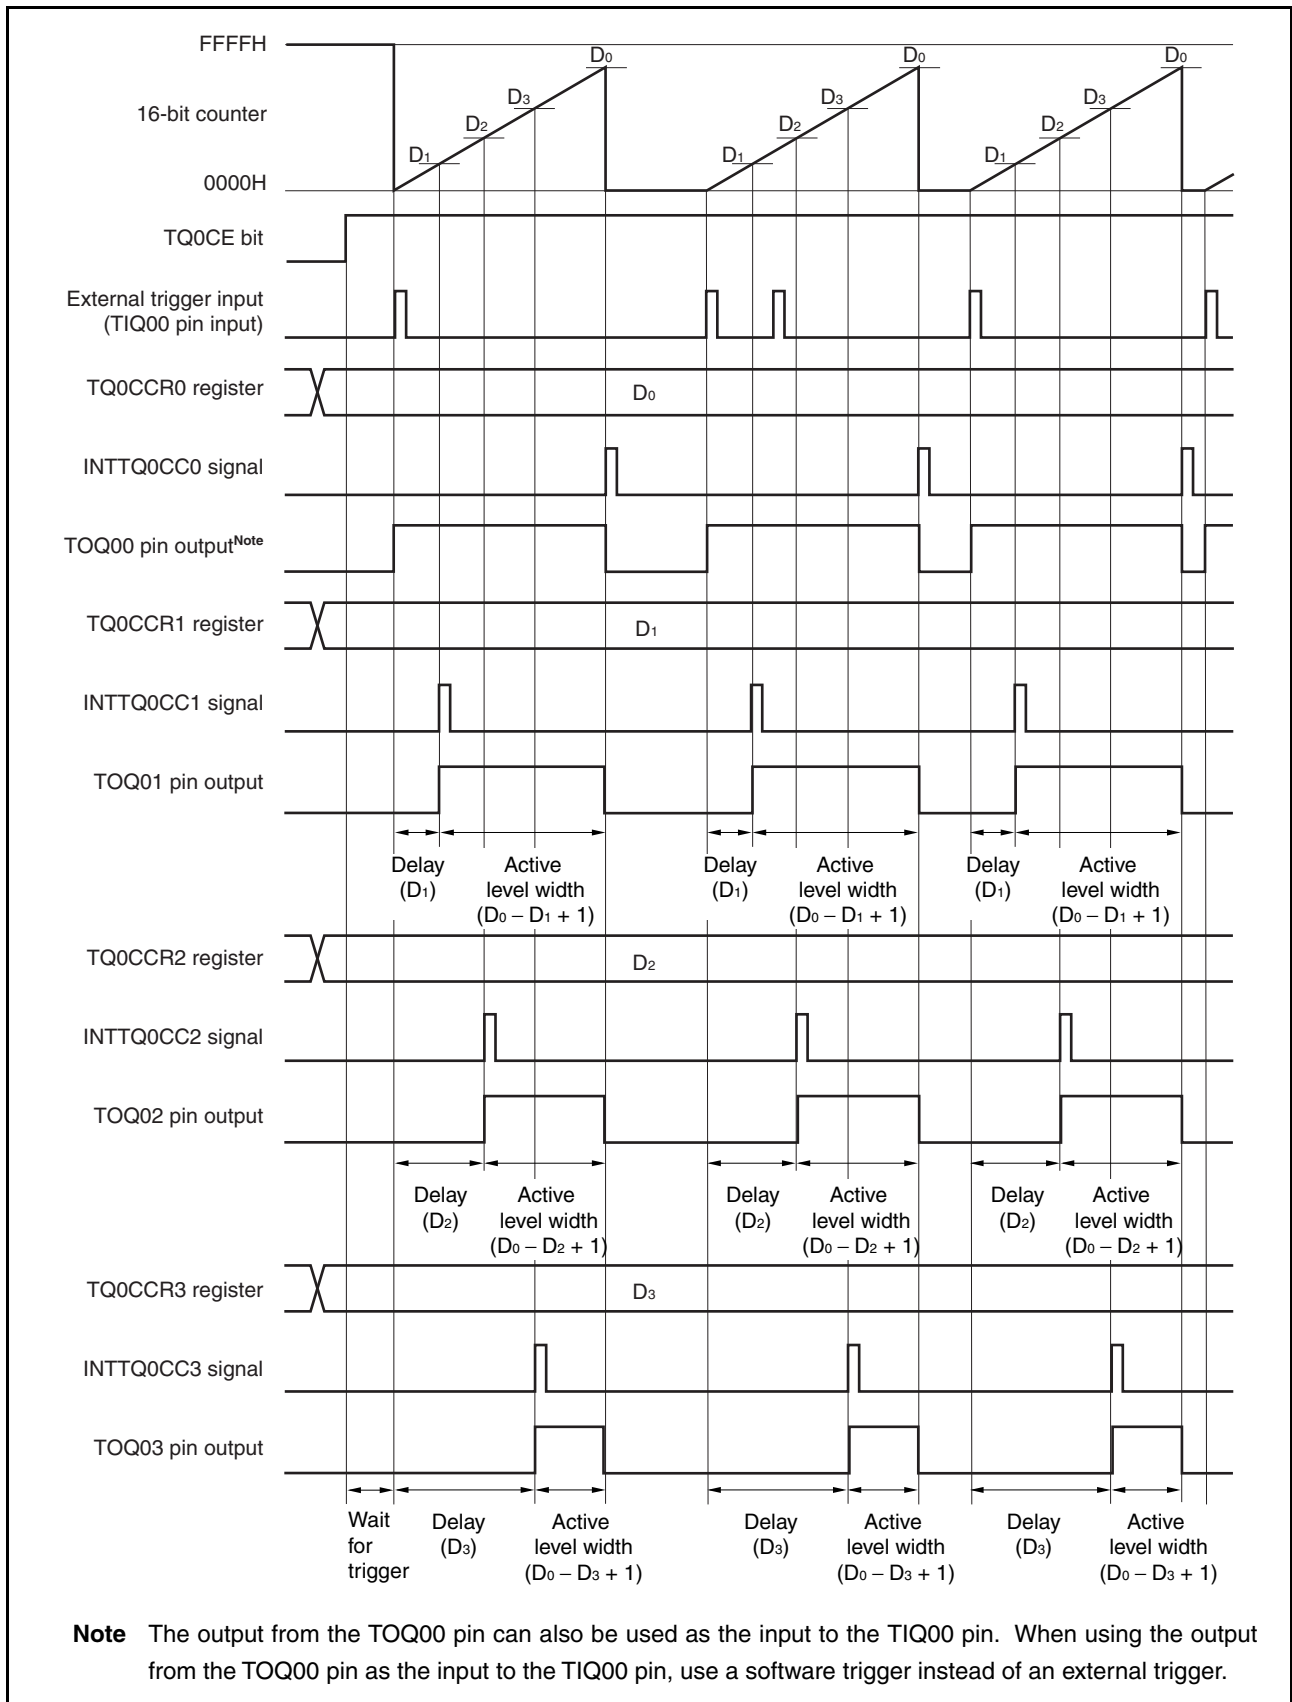 FFFFH
D0 D0 D0
D3 D3 D3
16-bit counter
D2 D2 D2
D1 D1 D1
0000H
TQ0CE bit
External trigger input
(TIQ00 pin input)
TQ0CCR0 register
D0
INTTQ0CC0 signal
TOQ00 pin outputNote
TQ0CCR1 register
D1
INTTQ0CC1 signal
TOQ01 pin output
Delay Active Delay Active Delay Active
(D1) level width (D1) level width (D1) level width
(D0 – D1 + 1) (D0 – D1 + 1) (D0 – D1 + 1)
TQ0CCR2 register
D2
INTTQ0CC2 signal
TOQ02 pin output
Delay Active Delay Active Delay Active
(D2) level width (D2) level width (D2) level width
(D0 – D2 + 1) (D0 – D2 + 1) (D0 – D2 + 1)
TQ0CCR3 register
D3
INTTQ0CC3 signal
TOQ03 pin output
Wait Delay Active Delay Active Delay Active
for (D3) level width (D3) level width (D3) level width
trigger (D0 – D3 + 1) (D0 – D3 + 1) (D0 – D3 + 1)
Note The output from the TOQ00 pin can also be used as the input to the TIQ00 pin. When using the output
from the TOQ00 pin as the input to the TIQ00 pin, use a software trigger instead of an external trigger.